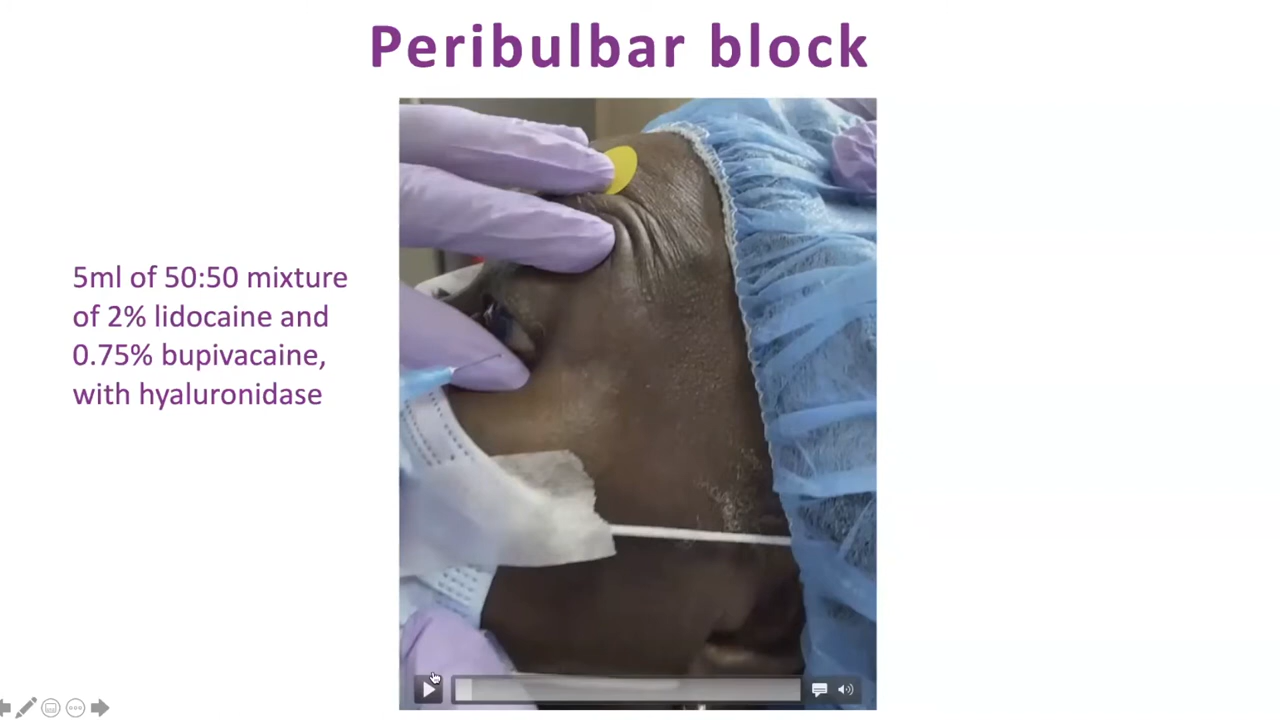 Peribulbar block
5ml of 50:50 mixture
of 2% lidocaine and
0.75% bupivacaine,
with hyaluronidase